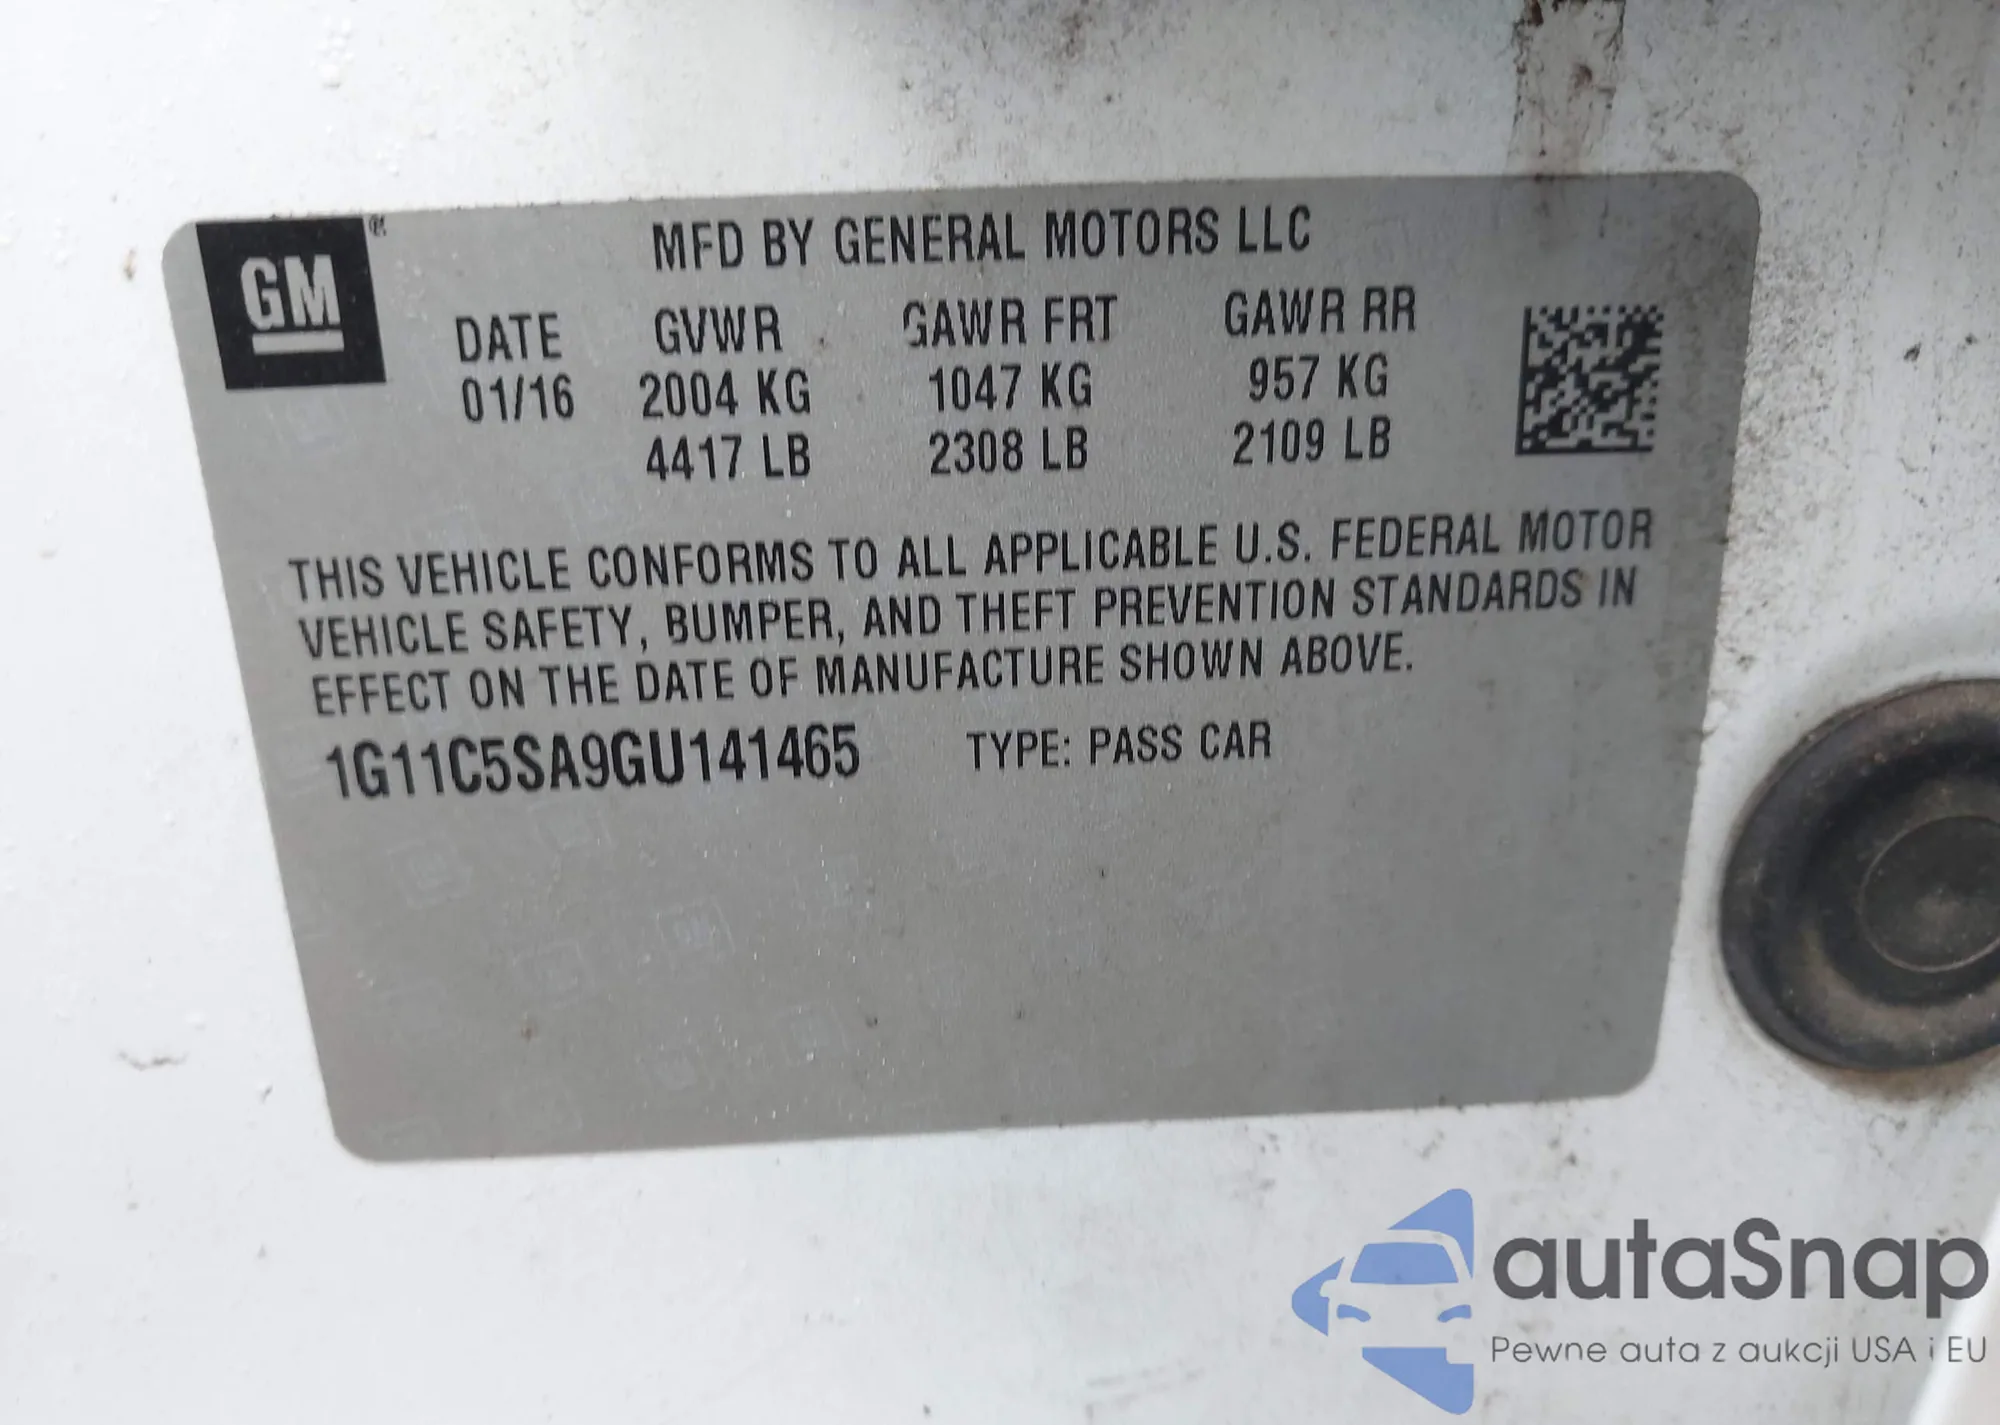 GM
MFD BY GENERAL MOTORS LLC
DATE GVWR GAWR FRT GAWR RR
01/16 2004 KG 1047 KG 957 KG
4417 LB 2308 LB 2109 LB
THIS VEHICLE CONFORMS TO ALL APPLICABLE U.S. FEDERAL MOTOR
VEHICLE SAFETY, BUMPER, AND THEFT PREVENTION STANDARDS IN
EFFECT ON THE DATE OF MANUFACTURE SHOWN ABOVE.
1G11C5SA9GU141465 TYPE: PASS CAR
autaSnap
Pewne auta z aukcji USA i EU